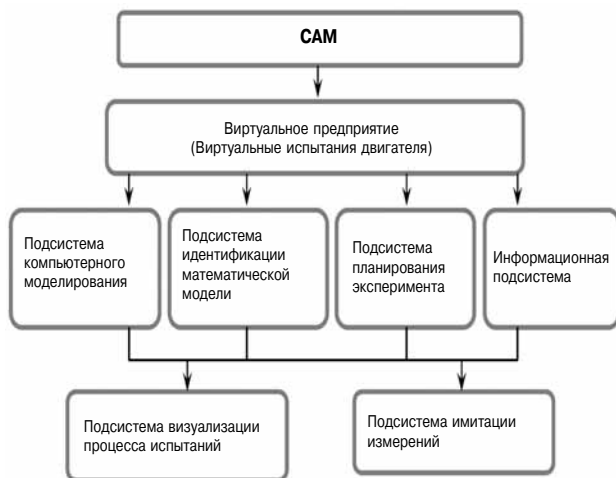 САМ
Виртуальное предприятие
(Виртуальные испытания двигателя)
Подсистема
компьютерного
моделирования
Подсистема
идентификации
математической
модели
Подсистема
планирования
эксперимента
Информационная
подсистема
Подсистема визуализации
процесса испытаний
Подсистема имитации
измерений